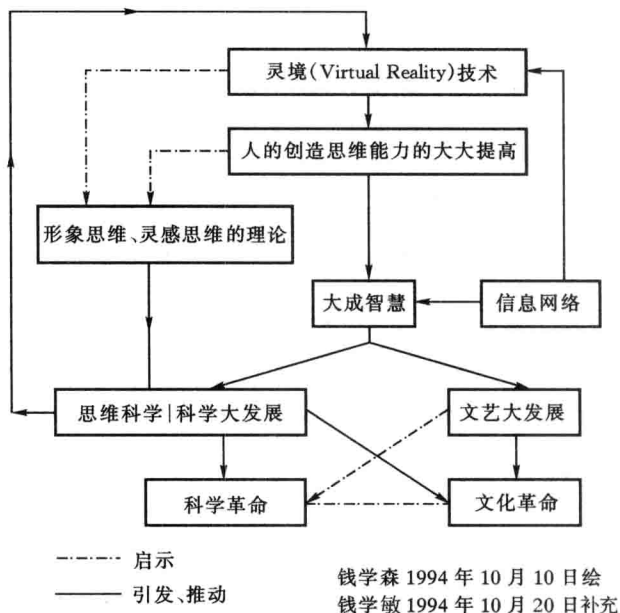 灵境(Virtual Reality)技术
人的创造思维能力的大大提高
形象思维、灵感思维的理论
大成智慧
信息网络
思维科学|科学大发展
文艺大发展
科学革命
文化革命
启示
引发、推动
钱学森 1994 年 10 月 10 日绘
钱学敏 1994 年 10 月 20 日补充